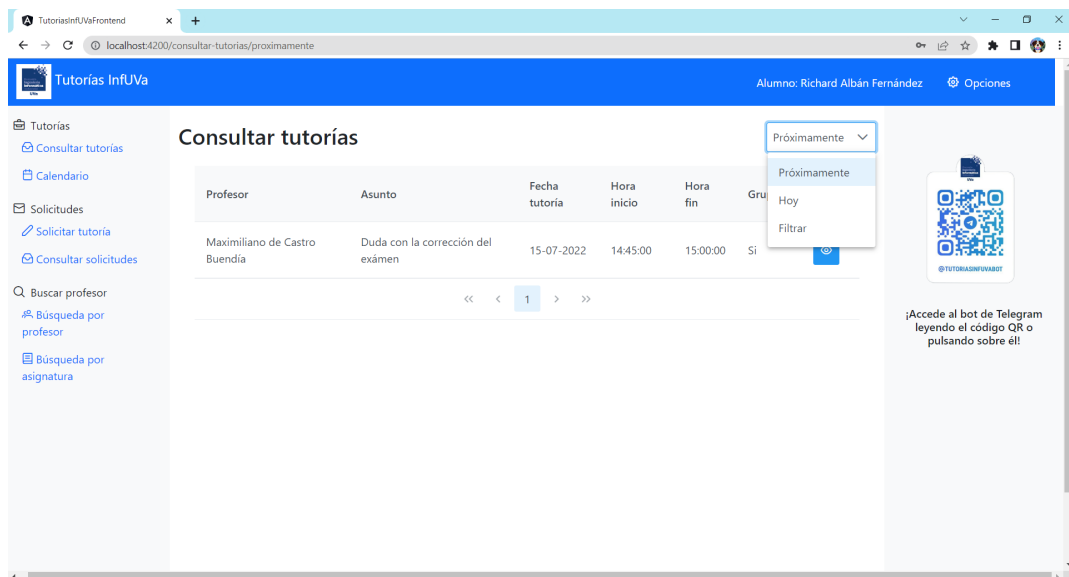 TutoriasInfUVaFrontend
localhost:4200/consultar-tutorias/proximamente
Tutorías InfUVa
Alumno: Richard Albán Fernández
Opciones
Tutorías
Consultar tutorías
Calendario
Solicitudes
Solicitar tutoría
Consultar solicitudes
Buscar profesor
Búsqueda por
profesor
Búsqueda por
asignatura
Consultar tutorías
Próximamente
Próximamente
Hoy
Filtrar
Profesor Asunto Fecha tutoría Hora inicio Hora fin Gru
Maximiliano de Castro Buendía Duda con la corrección del exámen 15-07-2022 14:45:00 15:00:00 Si
<< < 1 > >>
@TUTORIASINFUVABOT
¡Accede al bot de Telegram
leyendo el código QR o
pulsando sobre él!